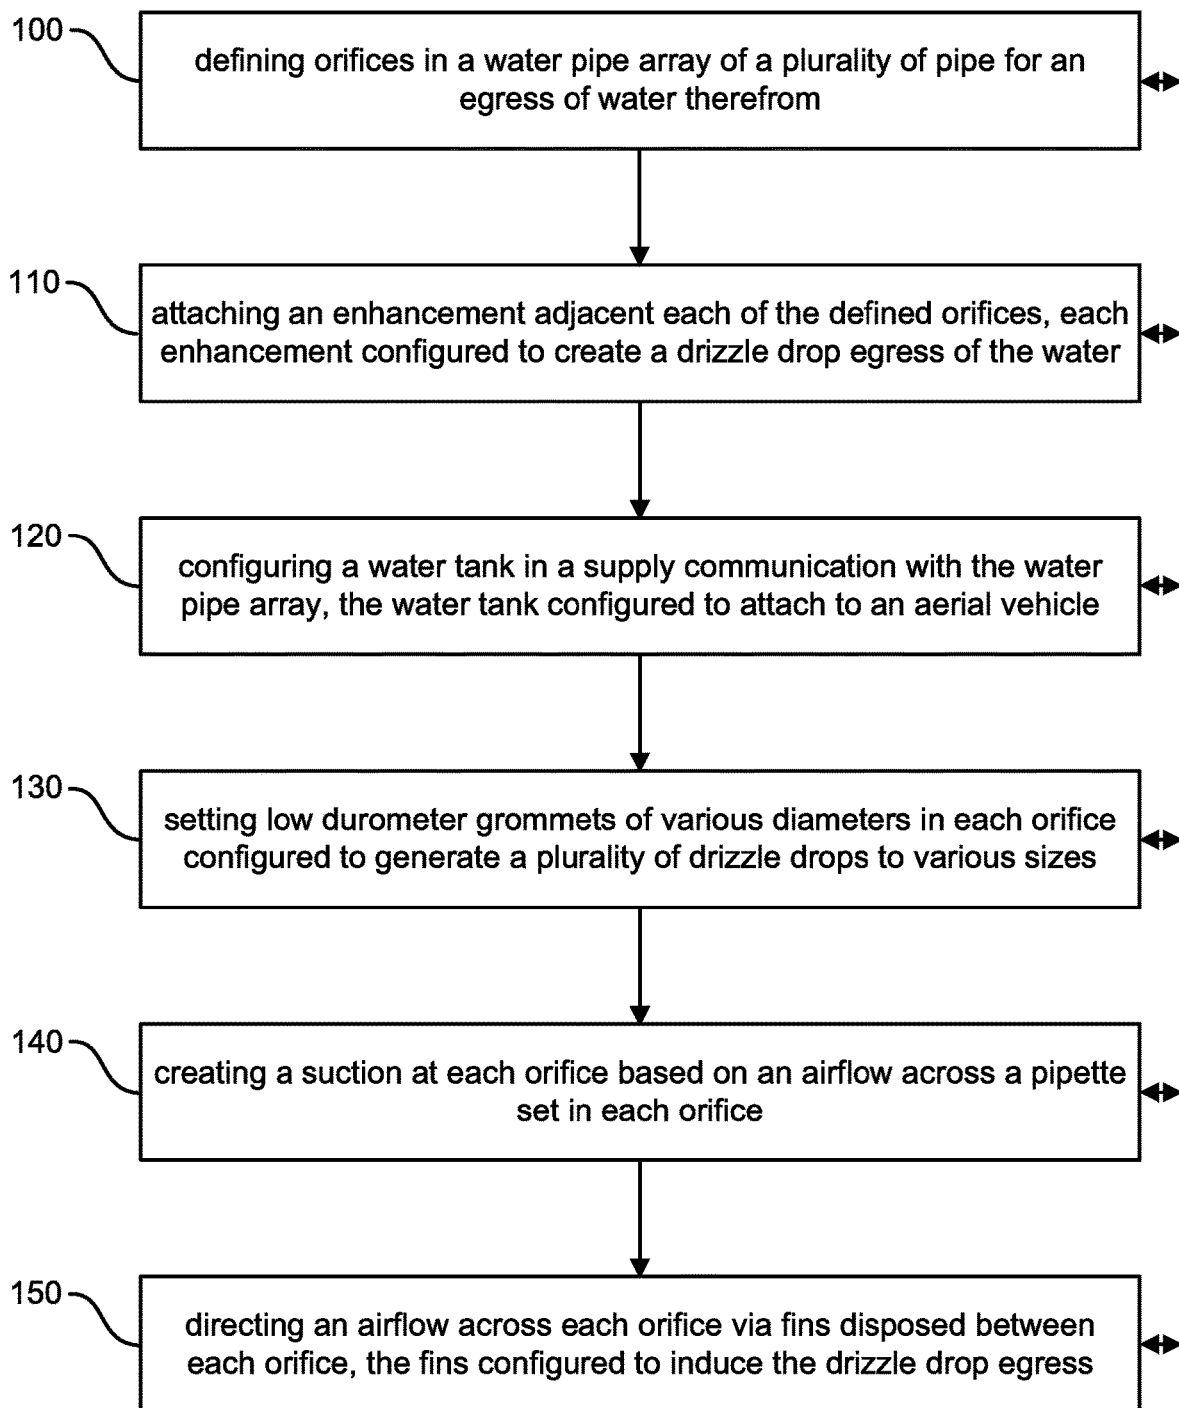 100
defining orifices in a water pipe array of a plurality of pipe for an
egress of water therefrom
110
attaching an enhancement adjacent each of the defined orifices, each
enhancement configured to create a drizzle drop egress of the water
120
configuring a water tank in a supply communication with the water
pipe array, the water tank configured to attach to an aerial vehicle
130
setting low durometer grommets of various diameters in each orifice
configured to generate a plurality of drizzle drops to various sizes
140
creating a suction at each orifice based on an airflow across a pipette
set in each orifice
150
directing an airflow across each orifice via fins disposed between
each orifice, the fins configured to induce the drizzle drop egress